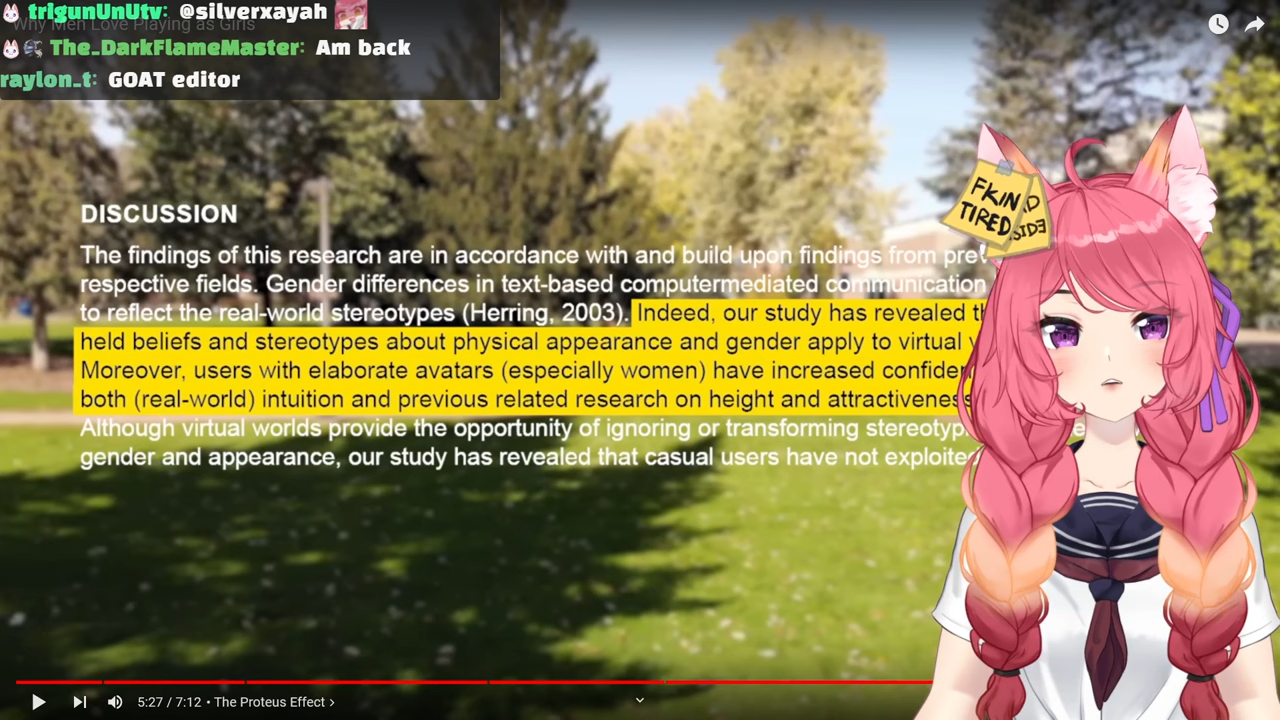 Why Men Love Playing as Girls
trigunUnUtv: @silverxayah
The_DarkFlameMaster: Am back
raylon_t: GOAT editor
FKIN
TIRED
SIDE
DISCUSSION
The findings of this research are in accordance with and build upon findings from
respective fields. Gender differences in text-based computermediated communication
to reflect the real-world stereotypes (Herring, 2003). Indeed, our study has revealed
held beliefs and stereotypes about physical appearance and gender apply to virtual
Moreover, users with elaborate avatars (especially women) have increased
both (real-world) intuition and previous related research on height and attractiveness
Although virtual worlds provide the opportunity of ignoring or transforming
gender and appearance, our study has revealed that casual users have not exploited
5:27 / 7:12 • The Proteus Effect >